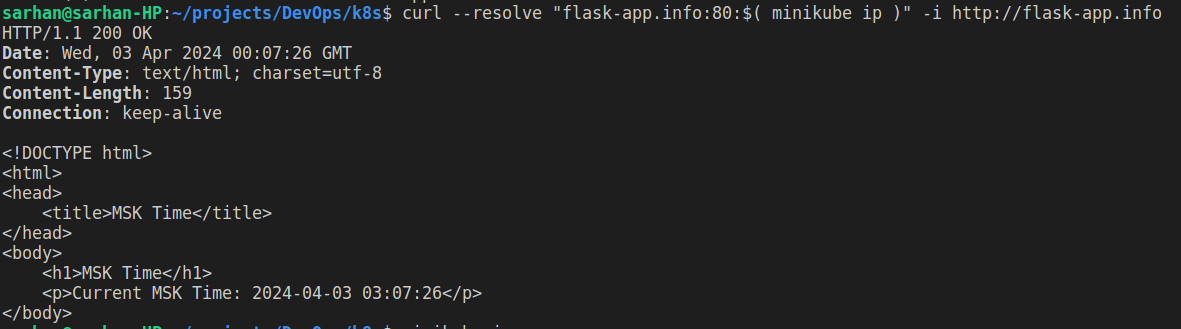 sarhan@sarhan-HP:~/projects/DevOps/k8s$ curl --resolve "flask-app.info:80:$( minikube ip )" -i http://flask-app.info
HTTP/1.1 200 OK
Date: Wed, 03 Apr 2024 00:07:26 GMT
Content-Type: text/html; charset=utf-8
Content-Length: 159
Connection: keep-alive

<!DOCTYPE html>
<html>
<head>
    <title>MSK Time</title>
</head>
<body>
    <h1>MSK Time</h1>
    <p>Current MSK Time: 2024-04-03 03:07:26</p>
</body>